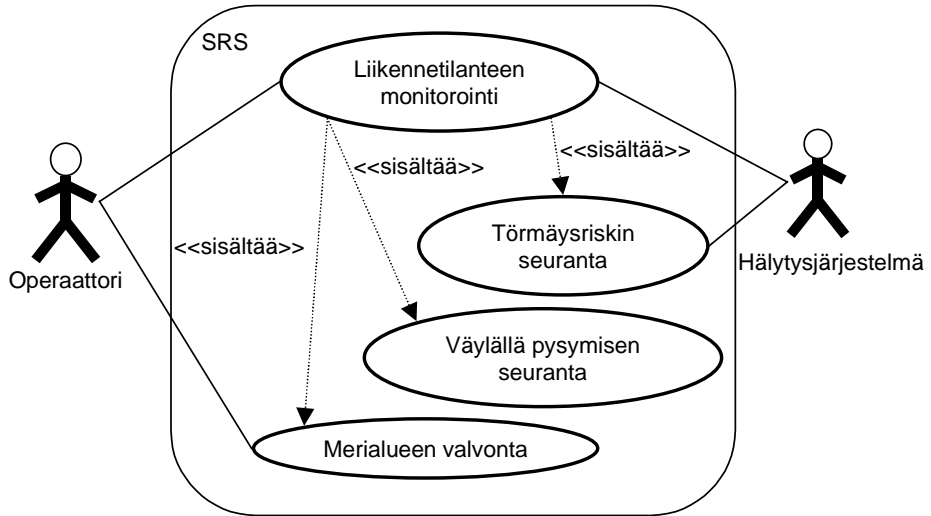 SRS
Liikennetilanteen
monitorointi
<<sisältää>>
<<sisältää>>
Törmäysriskin
seuranta
<<sisältää>>
Operaattori
Hälytysjärjestelmä
Väylällä pysymisen
seuranta
Merialueen valvonta